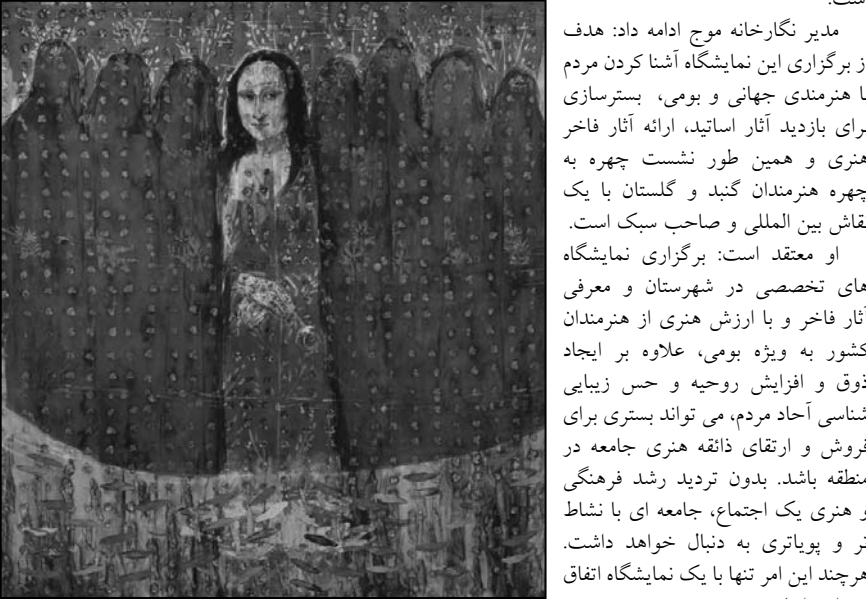 است.
مدیر نگارخانه موج ادامه داد: هدف
از برگزاری این نمایشگاه آشنا کردن مردم
با هنرمندی جهانی و بومی، بسترسازی
برای بازدید آثار اساتید، ارائه آثار فاخر
هنری و همین طور نشست چهره به
چهره هنرمندان گنبد و گلستان با یک
نقاش بین المللی و صاحب سبک است.
او معتقد است: برگزاری نمایشگاه
های تخصصی در شهرستان و معرفی
آثار فاخر و با ارزش هنری از هنرمندان
کشور به ویژه بومی، علاوه بر ایجاد
ذوق و افزایش روحیه و حس زیبایی
شناسی آحاد مردم، می تواند بستری برای
فروش و ارتقای ذائقه هنری جامعه در
منطقه باشد. بدون تردید رشد فرهنگی
و هنری یک اجتماع، جامعه ای با نشاط
تر و پویاتری به دنبال خواهد داشت.
هرچند این امر تنها با یک نمایشگاه اتفاق